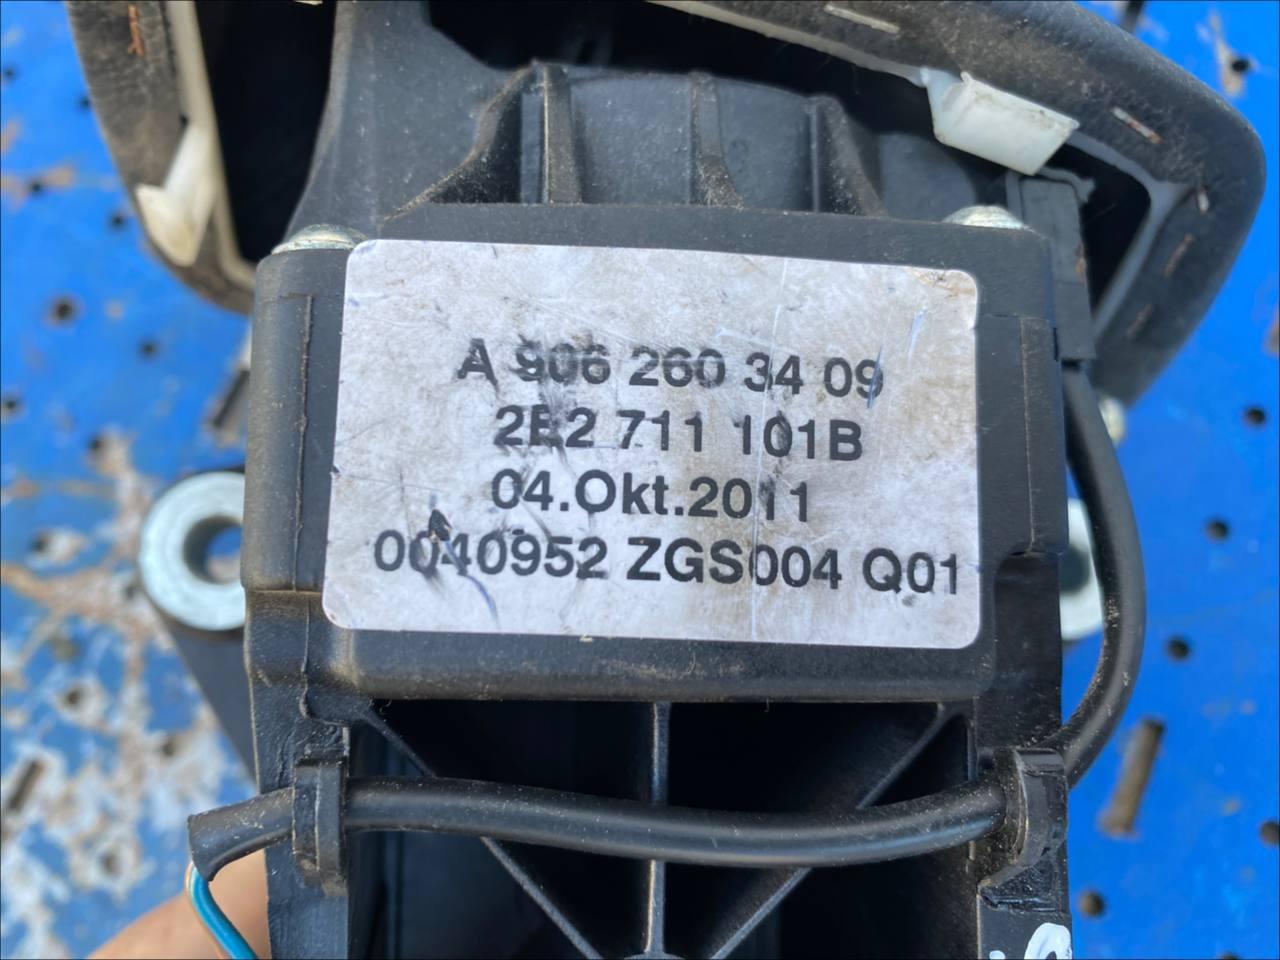 A 906 260 34 09
2E2 711 101B
04.Okt.2011
0040952 ZGS004 Q01